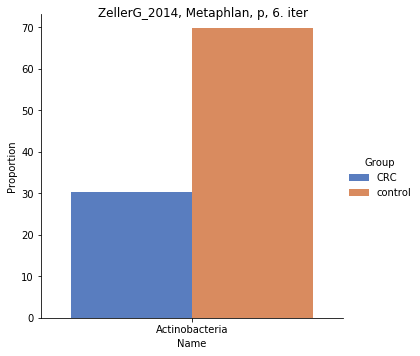 ZellerG_2014, Metaphlan, p, 6. iter
70
60
50
40
30
20
10
0
Proportion
Actinobacteria
Name
Group
CRC
control